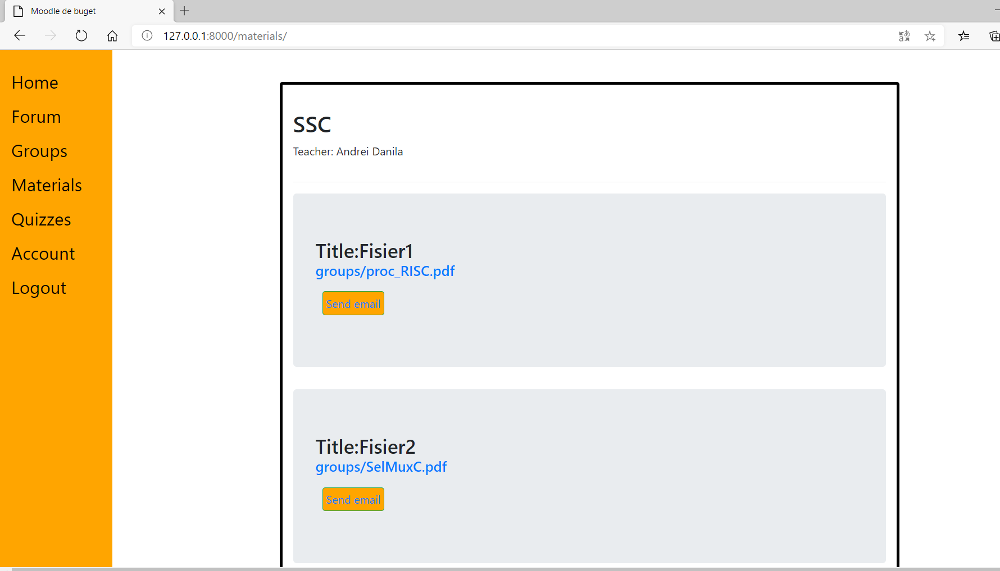 Moodle de buget
127.0.0.1:8000/materials/
Home
Forum
Groups
Materials
Quizzes
Account
Logout
SSC
Teacher: Andrei Danila
Title:Fisier1
groups/proc_RISC.pdf
Send email
Title:Fisier2
groups/SelMuxC.pdf
Send email